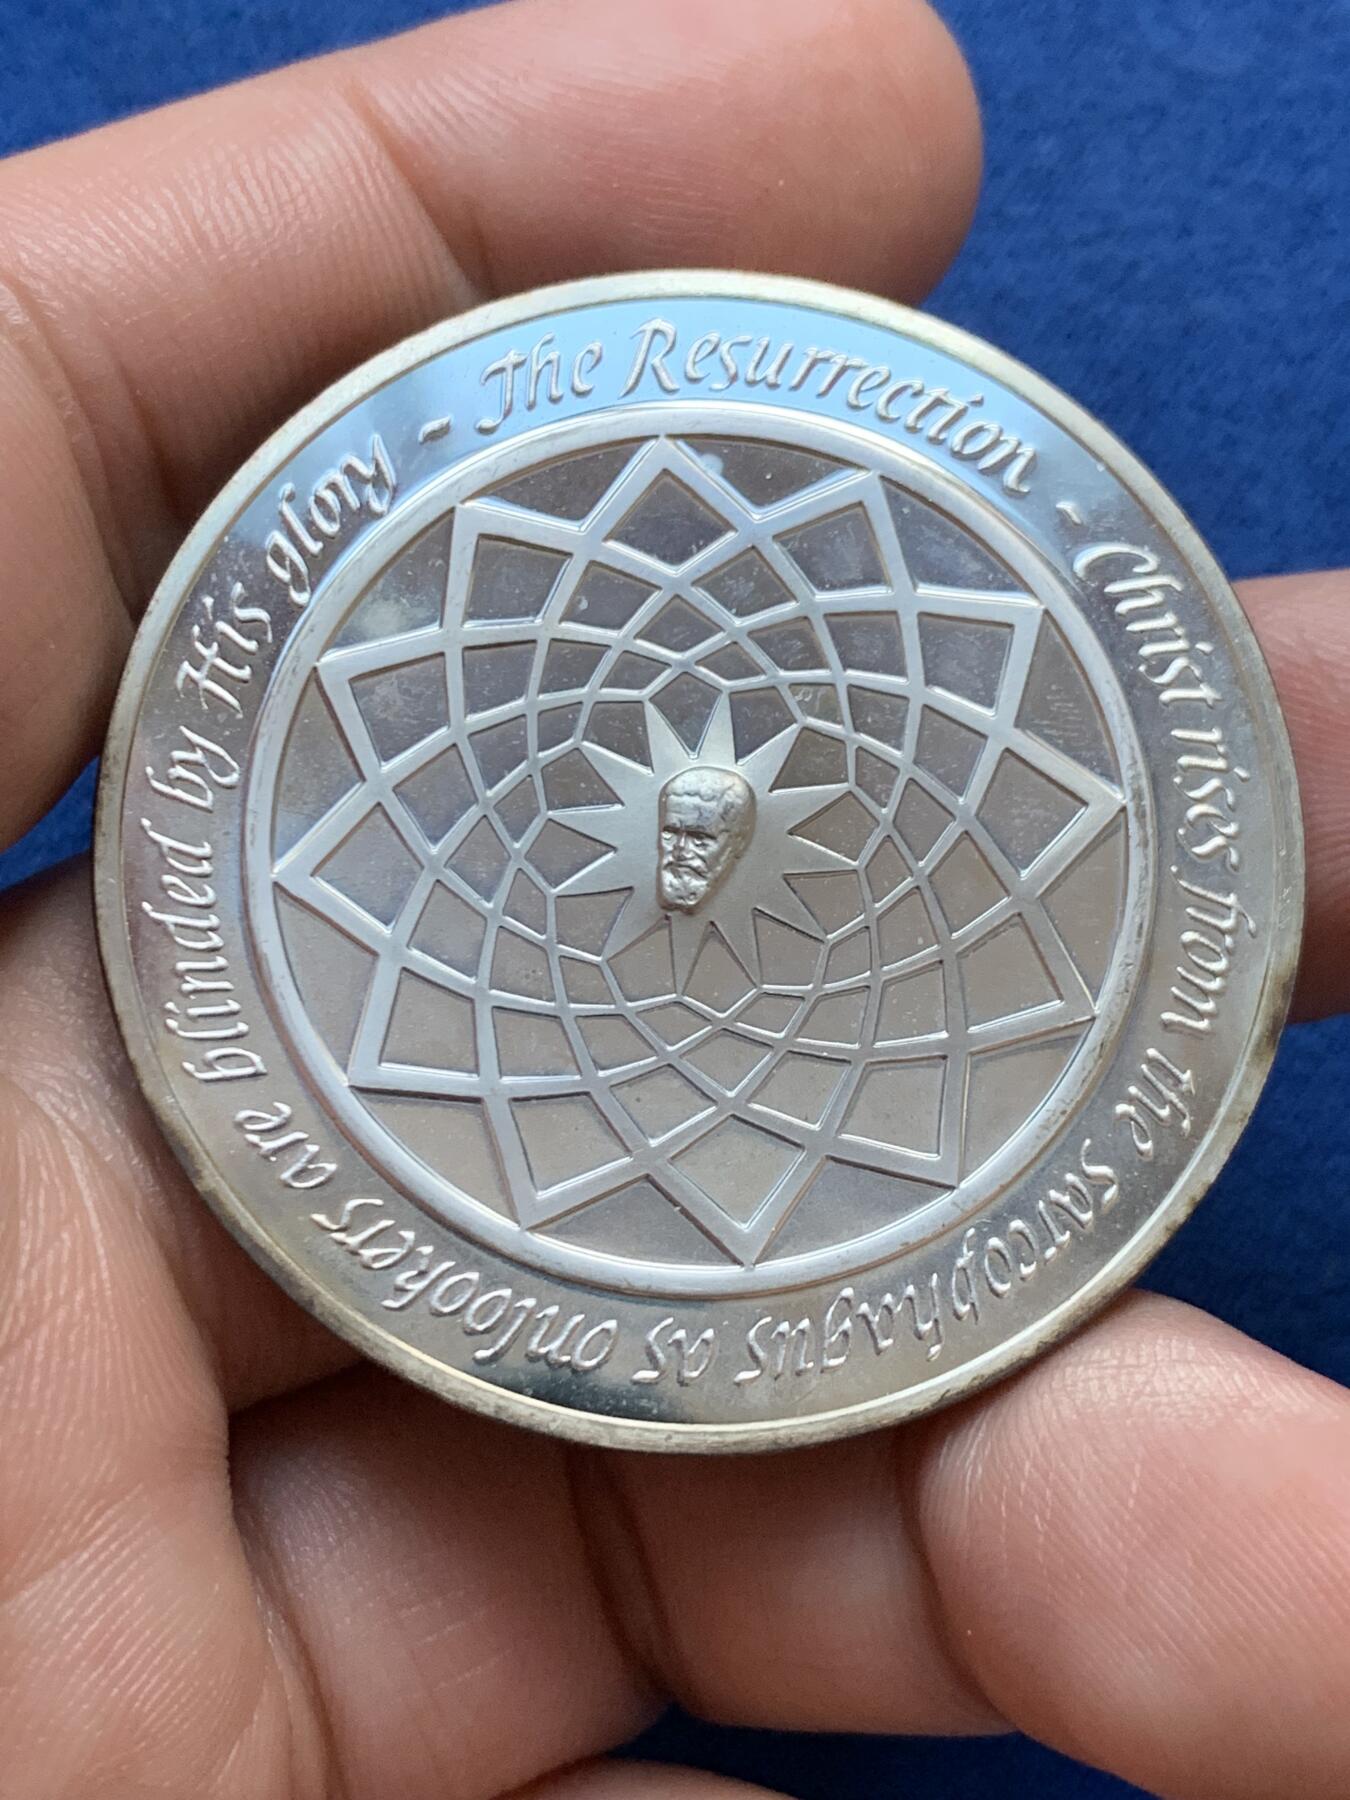 The Resurrection - Christ rises from the sarcophagus as onlookers are blinded by His glory -